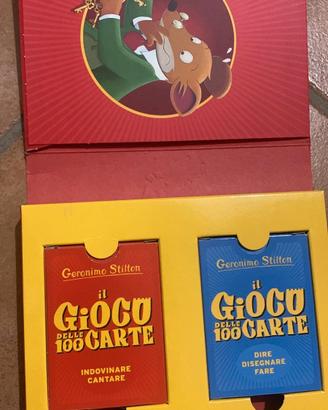 Geronimo Stilton
il
GiOCO
DELLE
100 CARTE
INDOVINARE
CANTARE
Geronimo Stilton
il
GiOCO
DELLE
100 CARTE
DIRE
DISEGNARE
FARE